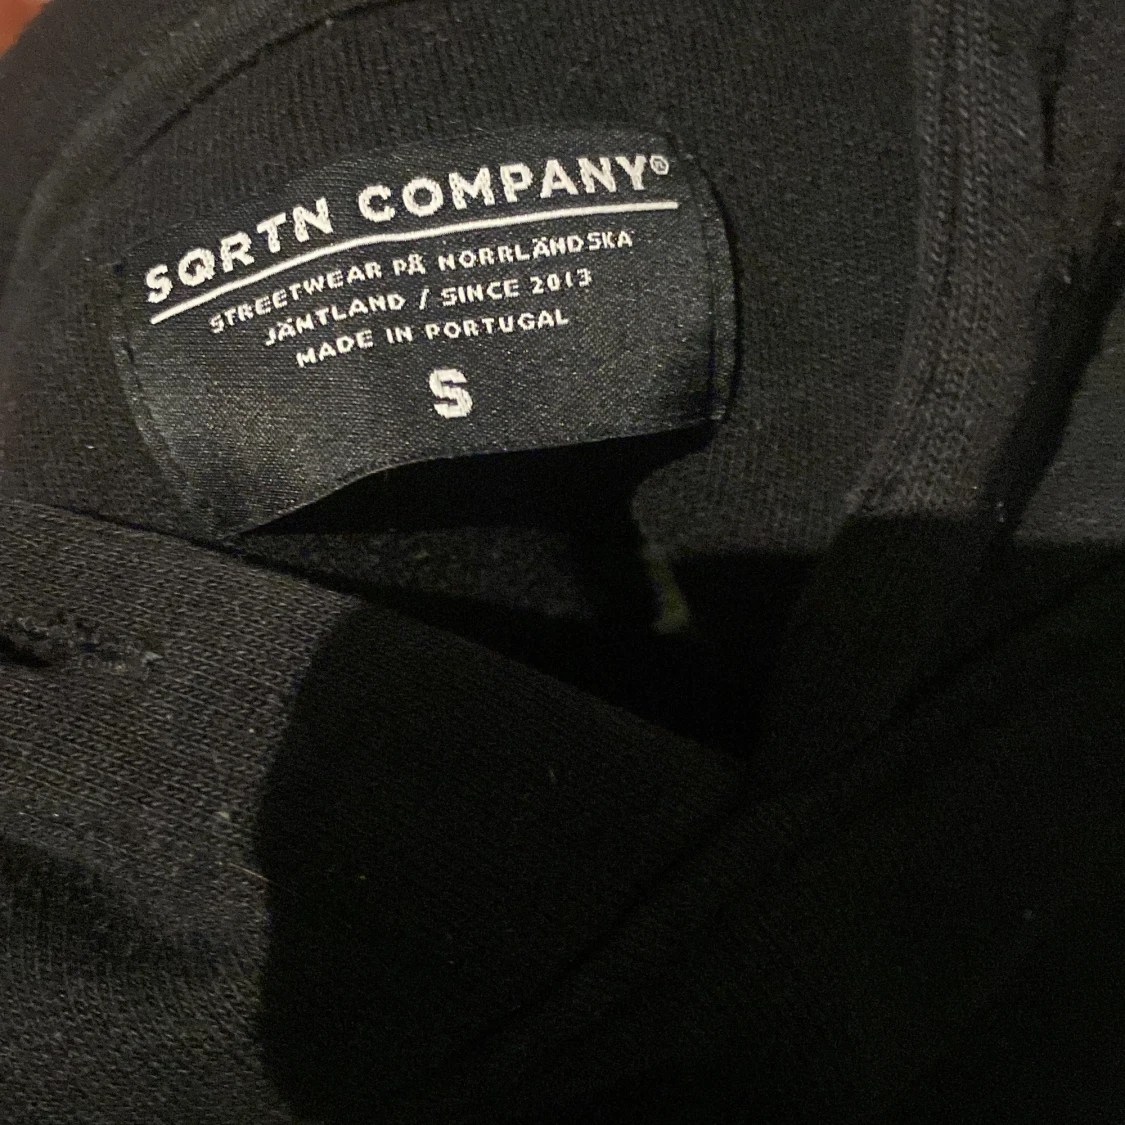 SQRTN COMPANY®
STREETWEAR PÅ NORRLÄNDSKA
JÄMTLAND / SINCE 2013
MADE IN PORTUGAL
S